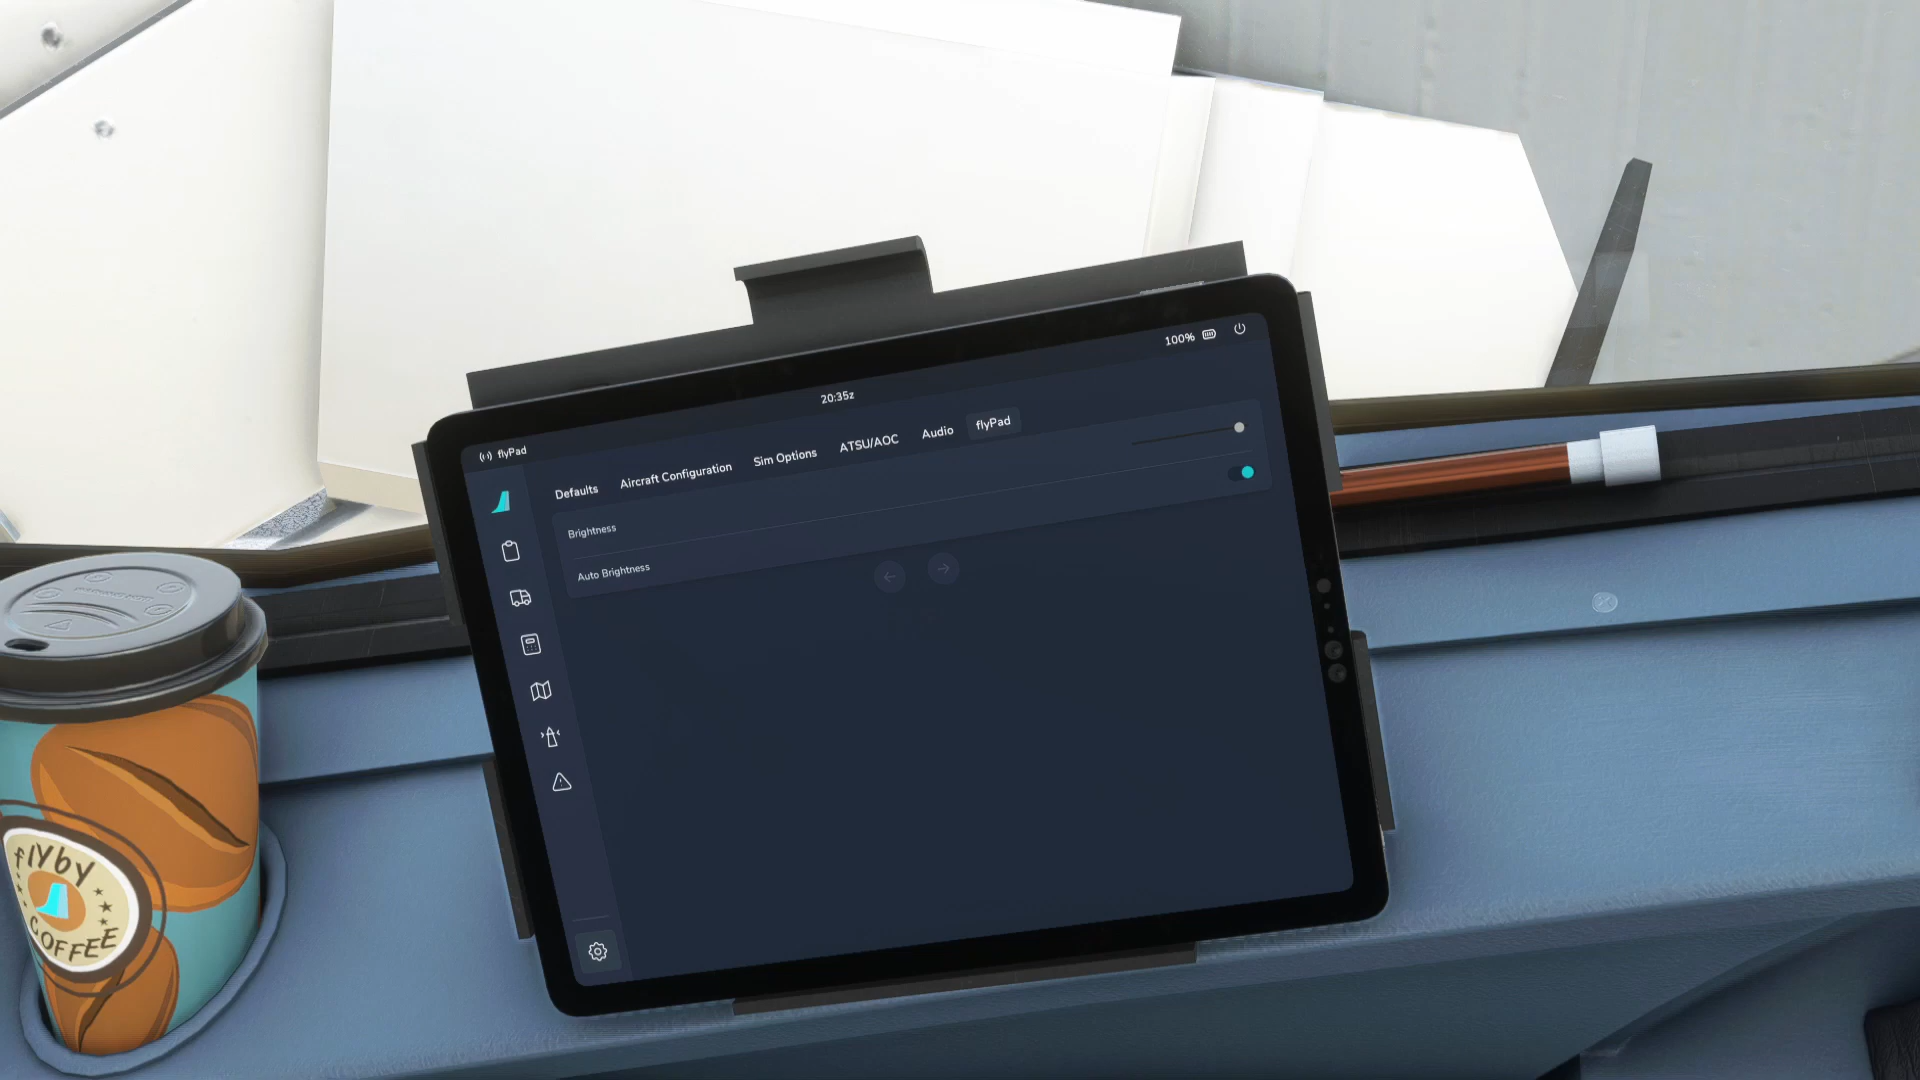 100%
20:35z
flyPad
Defaults
Aircraft Configuration
Sim Options
ATSU/AOC
Audio
flyPad
Brightness
Auto Brightness
flyby
COFFEE